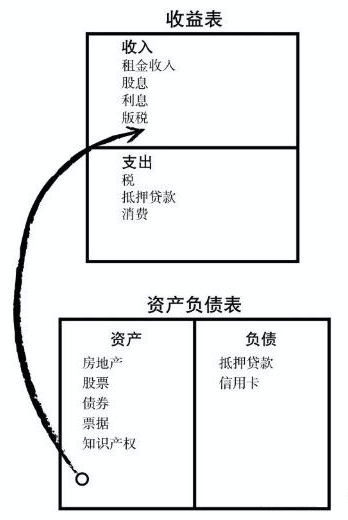 收益表
收入
租金收入
股息
利息
版税
支出
税
抵押贷款
消费
资产负债表
资产
房地产
股票
债券
票据
知识产权
负债
抵押贷款
信用卡